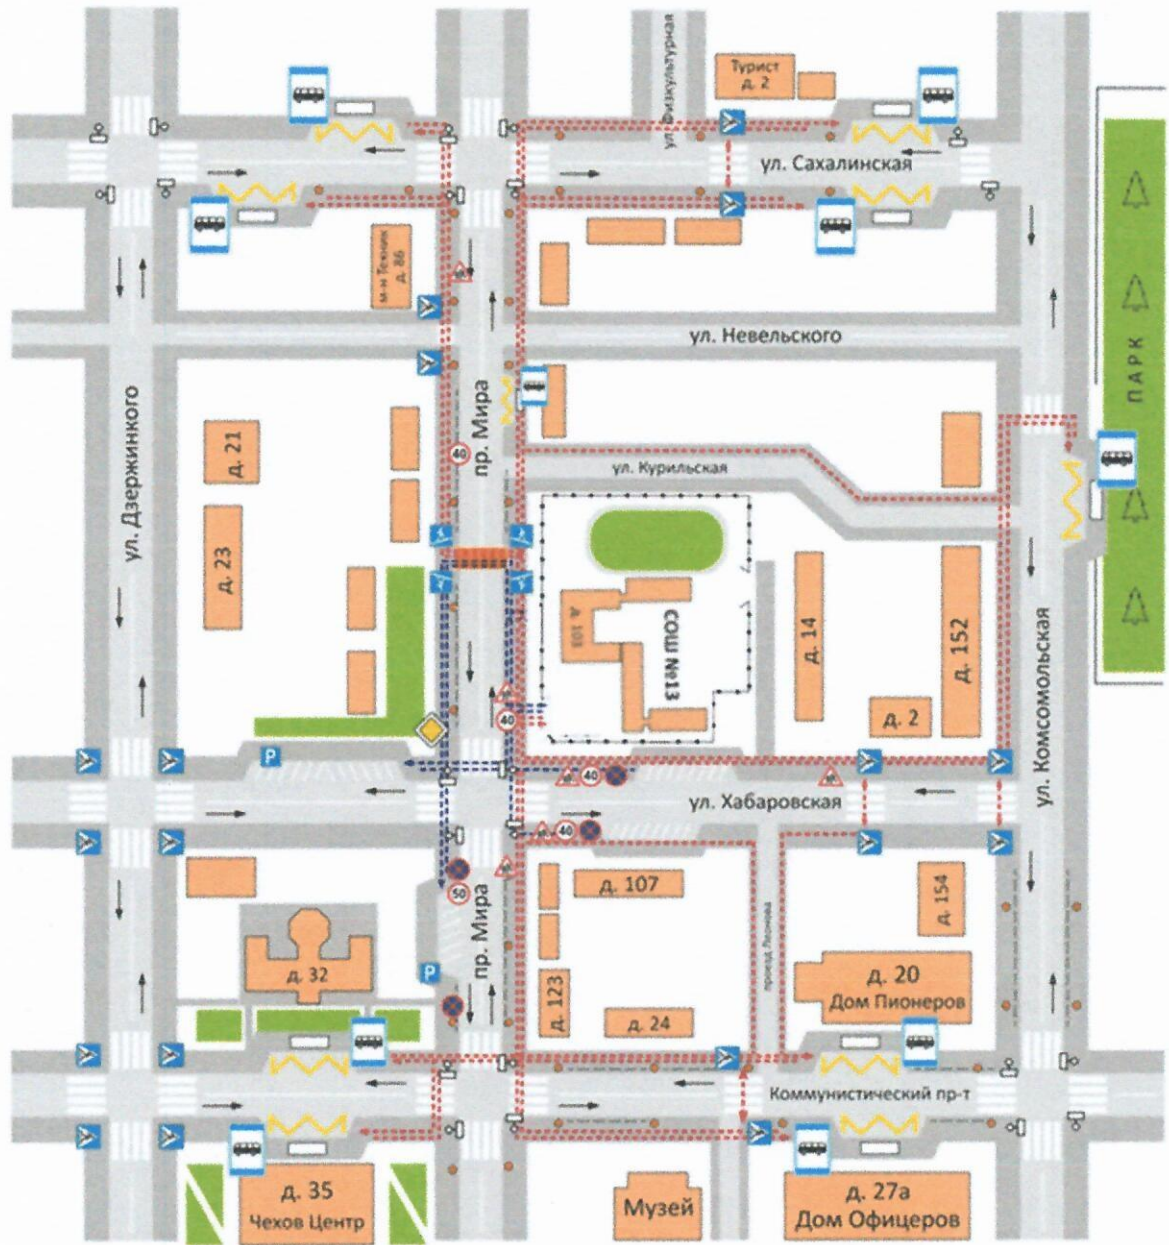 ул. Физкультурная
Турист
д. 2
ул. Сахалинская
м-н Техник
д. 86
ул. Невельского
ПАРК
ул. Дзержинкого
пр. Мира
40
д. 21
ул. Курильская
д. 23
д. 103
СОШ №13
д. 14
д. 152
д. 2
ул. Комсомольская
40
P
40
ул. Хабаровская
40
50
д. 107
д. 154
пр. Мира
P
проезд Леонова
д. 32
д. 123
д. 24
д. 20
Дом Пионеров
Коммунистический пр-т
д. 35
Чехов Центр
Музей
д. 27а
Дом Офицеров